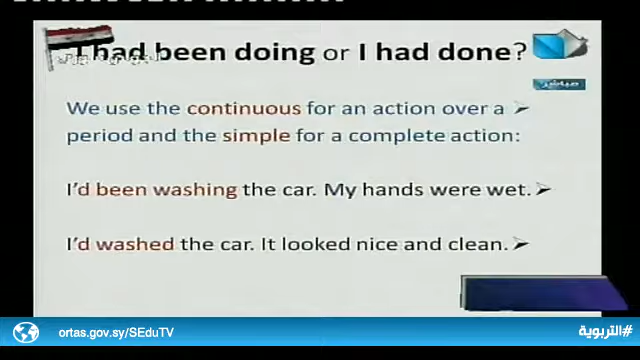 I had been doing or I had done?
مباشر
We use the continuous for an action over a
period and the simple for a complete action:
I'd been washing the car. My hands were wet.
I'd washed the car. It looked nice and clean.
ortas.gov.sy/SEduTV
#التربوية